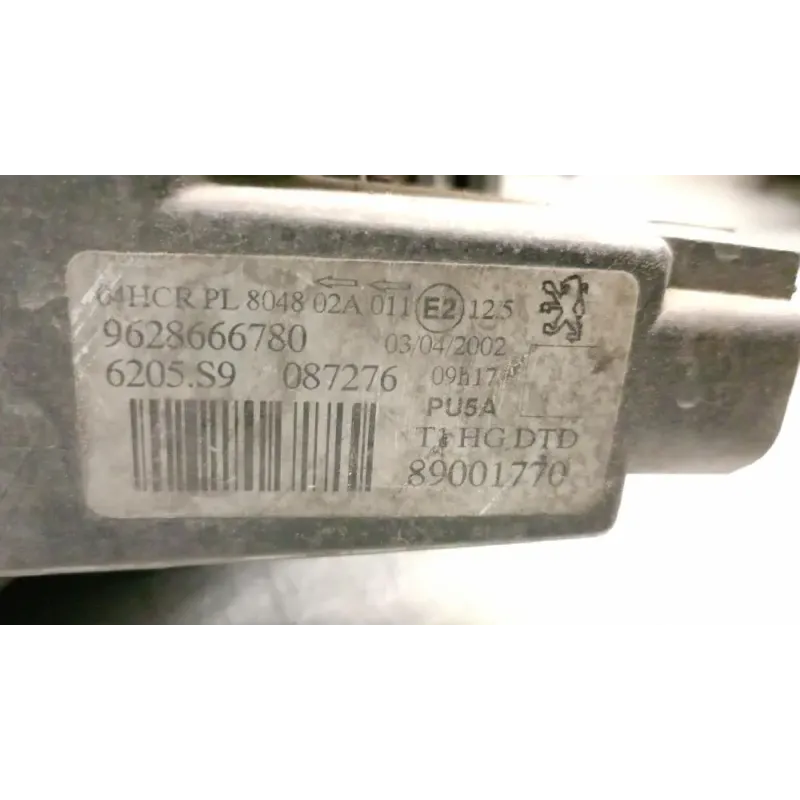 04HCR PL 8048 02A 011 E2 12.5
9628666780 03/04/2002
6205.S9 087276 09h17
PU5A
T1 HG DTD
89001770